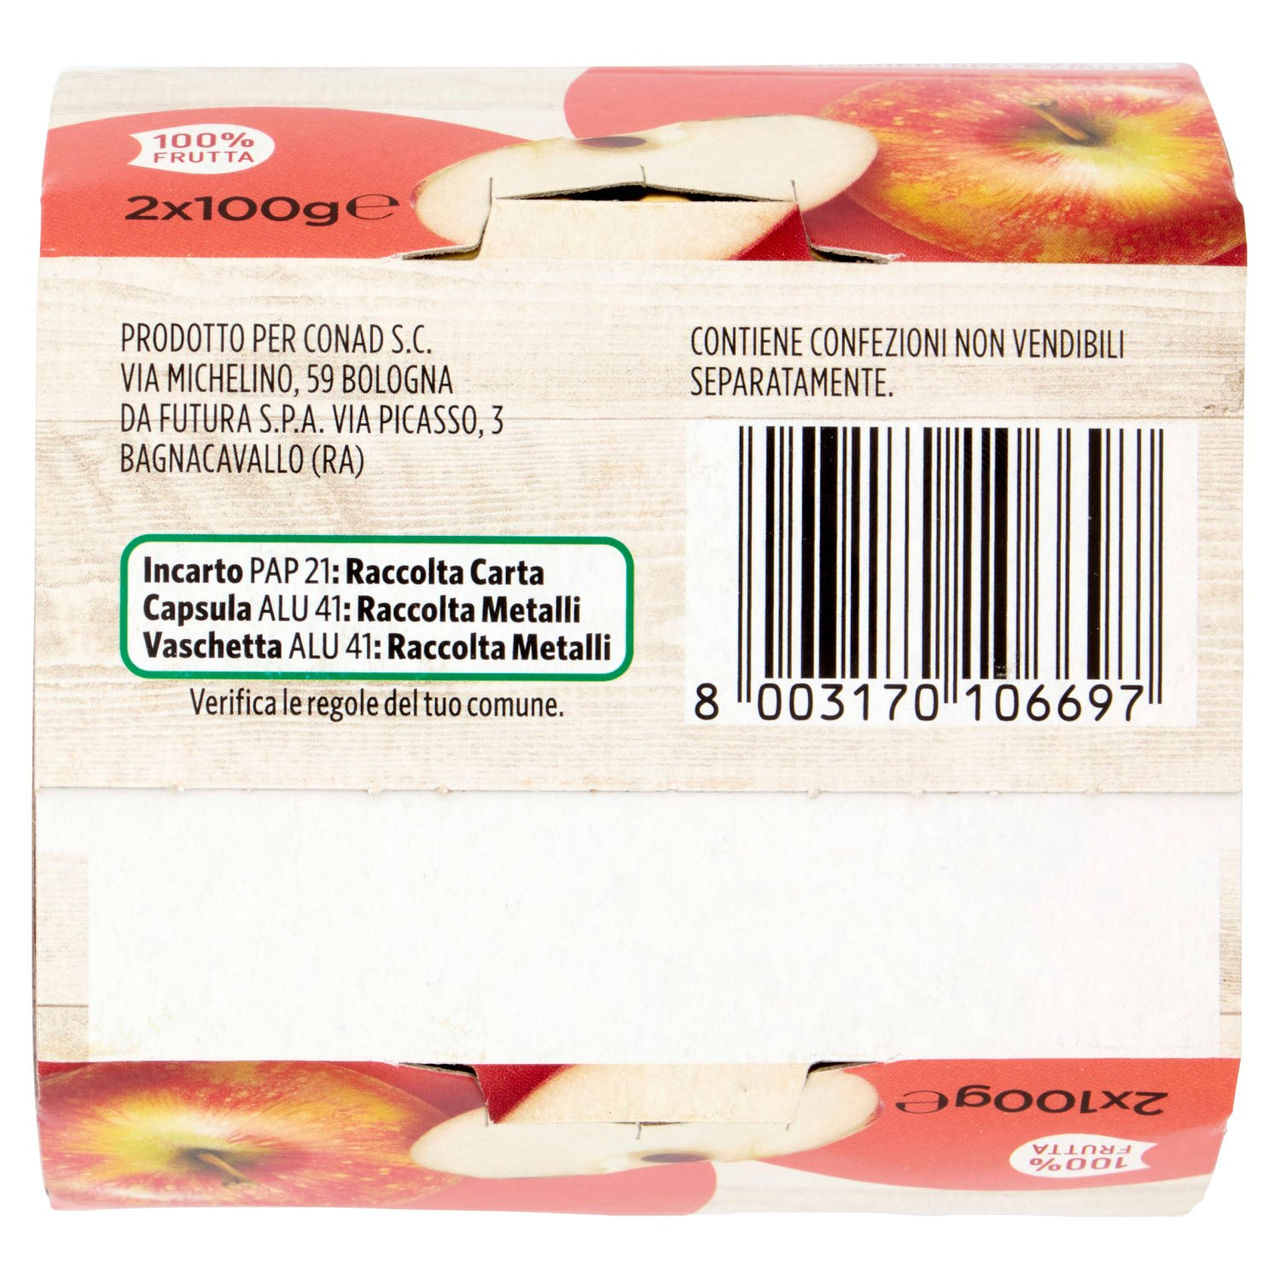 100%
FRUTTA
2x100g℮
PRODOTTO PER CONAD S.C.
VIA MICHELINO, 59 BOLOGNA
DA FUTURA S.P.A. VIA PICASSO, 3
BAGNACAVALLO (RA)
CONTIENE CONFEZIONI NON VENDIBILI
SEPARATAMENTE.
Incarto PAP 21: Raccolta Carta
Capsula ALU 41: Raccolta Metalli
Vaschetta ALU 41: Raccolta Metalli
Verifica le regole del tuo comune.
8 003170 106697
2x100g℮
100%
FRUTTA